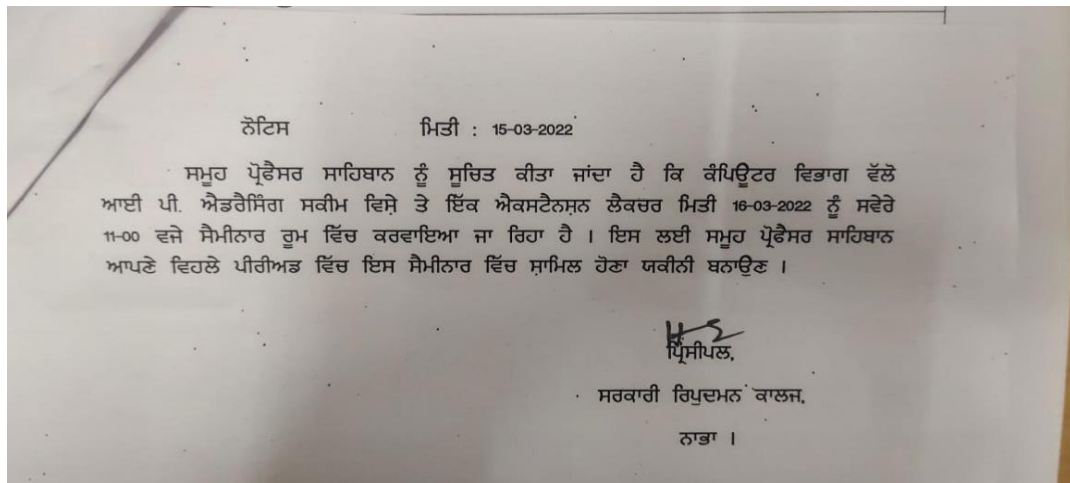 ਨੋਟਿਸ ਮਿਤੀ : 15-03-2022
ਸਮੂਹ ਪ੍ਰੋਫੈਸਰ ਸਾਹਿਬਾਨ ਨੂੰ ਸੂਚਿਤ ਕੀਤਾ ਜਾਂਦਾ ਹੈ ਕਿ ਕੰਪਿਊਟਰ ਵਿਭਾਗ ਵੱਲੋ
ਆਈ ਪੀ. ਐਡਰੈਸਿੰਗ ਸਕੀਮ ਵਿਸ਼ੇ ਤੇ ਇੱਕ ਐਕਸਟੈਨਸ਼ਨ ਲੈਕਚਰ ਮਿਤੀ 16-03-2022 ਨੂੰ ਸਵੇਰੇ
11-00 ਵਜੇ ਸੈਮੀਨਾਰ ਰੂਮ ਵਿੱਚ ਕਰਵਾਇਆ ਜਾ ਰਿਹਾ ਹੈ । ਇਸ ਲਈ ਸਮੂਹ ਪ੍ਰੋਫੈਸਰ ਸਾਹਿਬਾਨ
ਆਪਣੇ ਵਿਹਲੇ ਪੀਰੀਅਡ ਵਿੱਚ ਇਸ ਸੈਮੀਨਾਰ ਵਿੱਚ ਸ਼ਾਮਿਲ ਹੋਣਾ ਯਕੀਨੀ ਬਨਾਉਣ ।
ਪ੍ਰਿੰਸੀਪਲ,
ਸਰਕਾਰੀ ਰਿਪੁਦਮਨ ਕਾਲਜ,
ਨਾਭਾ ।